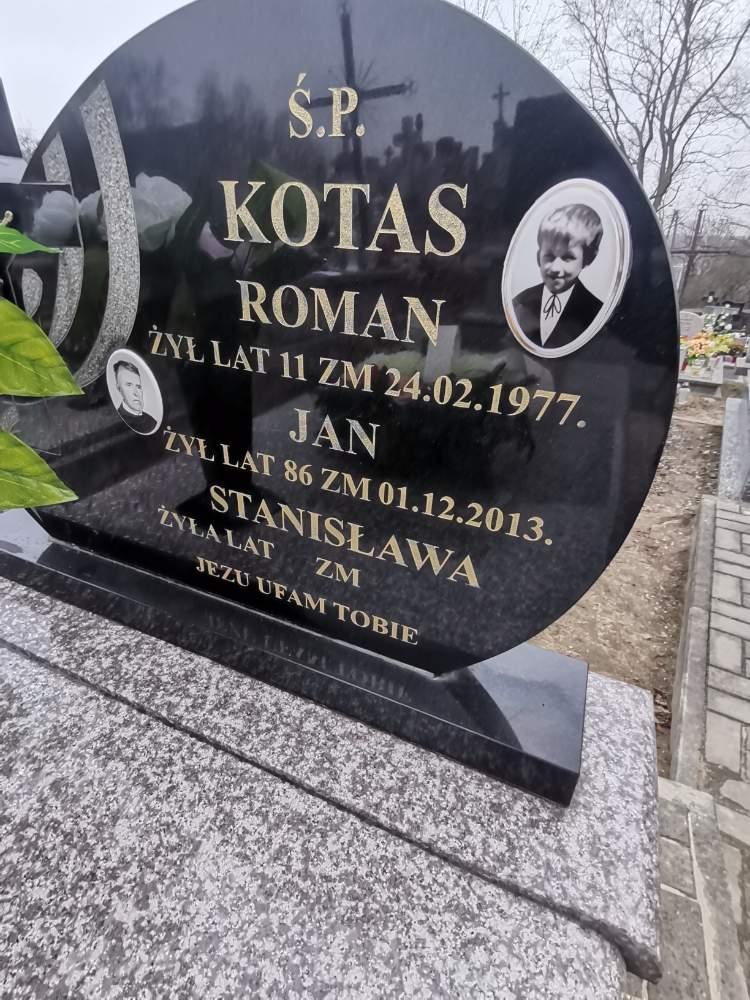 Ś.P.
KOTAS
ROMAN
ŻYŁ LAT 11 ZM 24.02.1977.
JAN
ŻYŁ LAT 86 ZM 01.12.2013.
STANISŁAWA
ŻYŁA LAT ZM
JEZU UFAM TOBIE